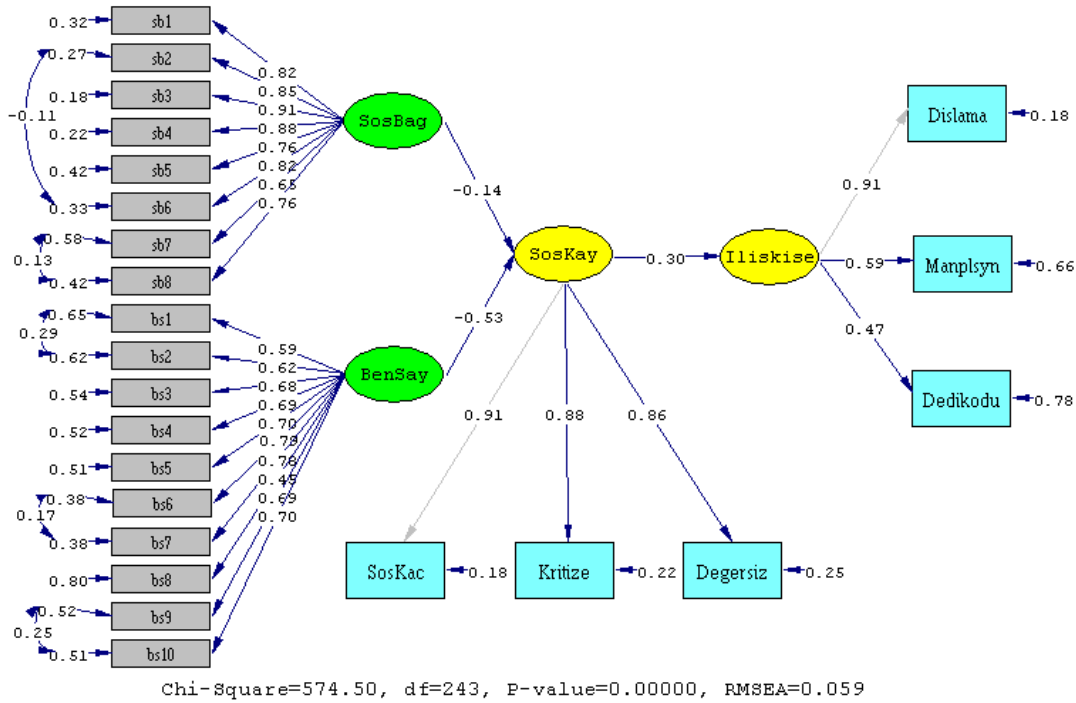 0.32 sb1
0.27 sb2
0.18 sb3
-0.11
0.22 sb4
0.42 sb5
0.33 sb6
0.58 sb7
0.13
0.42 sb8
0.65 bs1
0.29
0.62 bs2
0.54 bs3
0.52 bs4
0.51 bs5
0.38 bs6
0.17
0.38 bs7
0.80 bs8
0.52 bs9
0.25
0.51 bs10
0.82
0.85
0.91
0.88
0.76
0.82
0.65
0.76
0.59
0.62
0.68
0.69
0.70
0.79
0.78
0.45
0.69
0.70
SosBag
BenSay
-0.14
-0.53
SosKay
0.30
Iliskise
0.91
0.88
0.86
SosKac 0.18
Kritize 0.22
Degersiz 0.25
0.91
0.59
0.47
Dislama 0.18
Manplsyn 0.66
Dedikodu 0.78
Chi-Square=574.50, df=243, P-value=0.00000, RMSEA=0.059